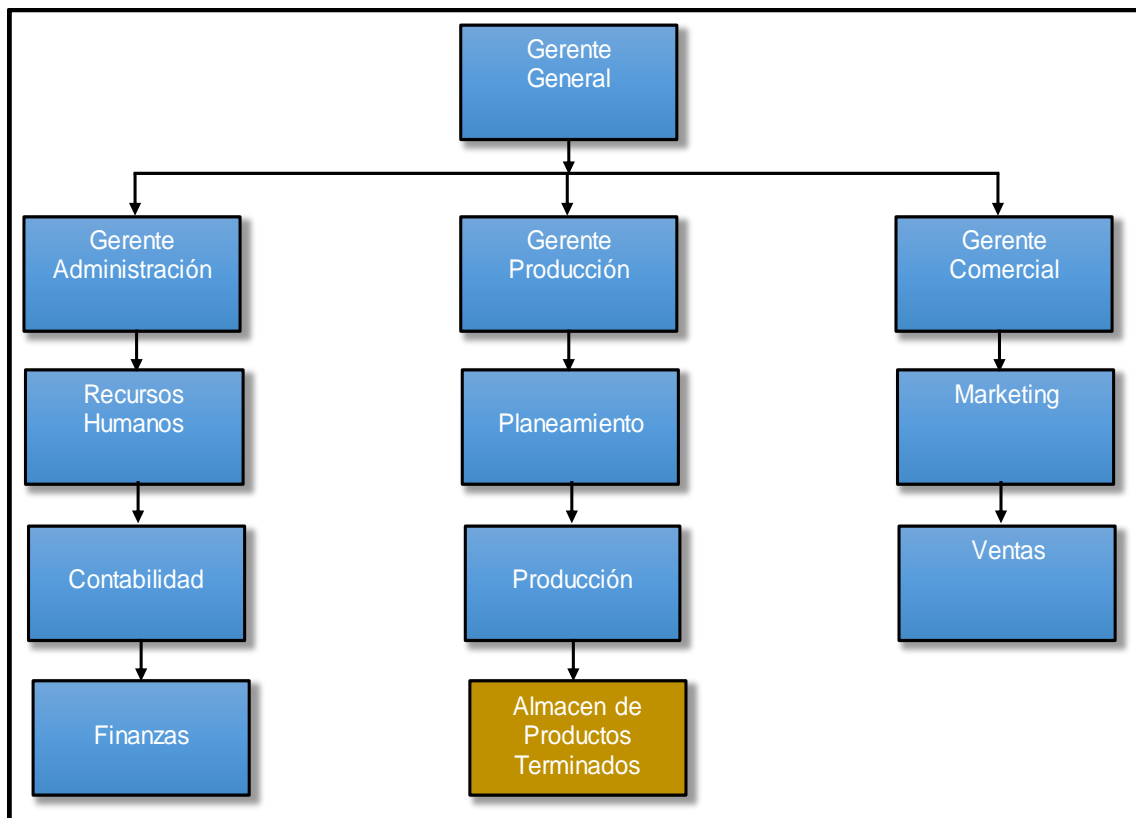 Gerente
General
Gerente
Administración
Gerente
Producción
Gerente
Comercial
Recursos
Humanos
Planeamiento
Marketing
Contabilidad
Producción
Ventas
Finanzas
Almacen de
Productos
Terminados